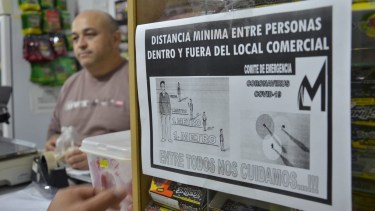 DISTANCIA MINIMA ENTRE PERSONAS
DENTRO Y FUERA DEL LOCAL COMERCIAL
COMITE DE EMERGENCIA
CORONAVIRUS
COVID-19
M
METRO
ENTRE TODOS NOS CUIDAMOS...!!!